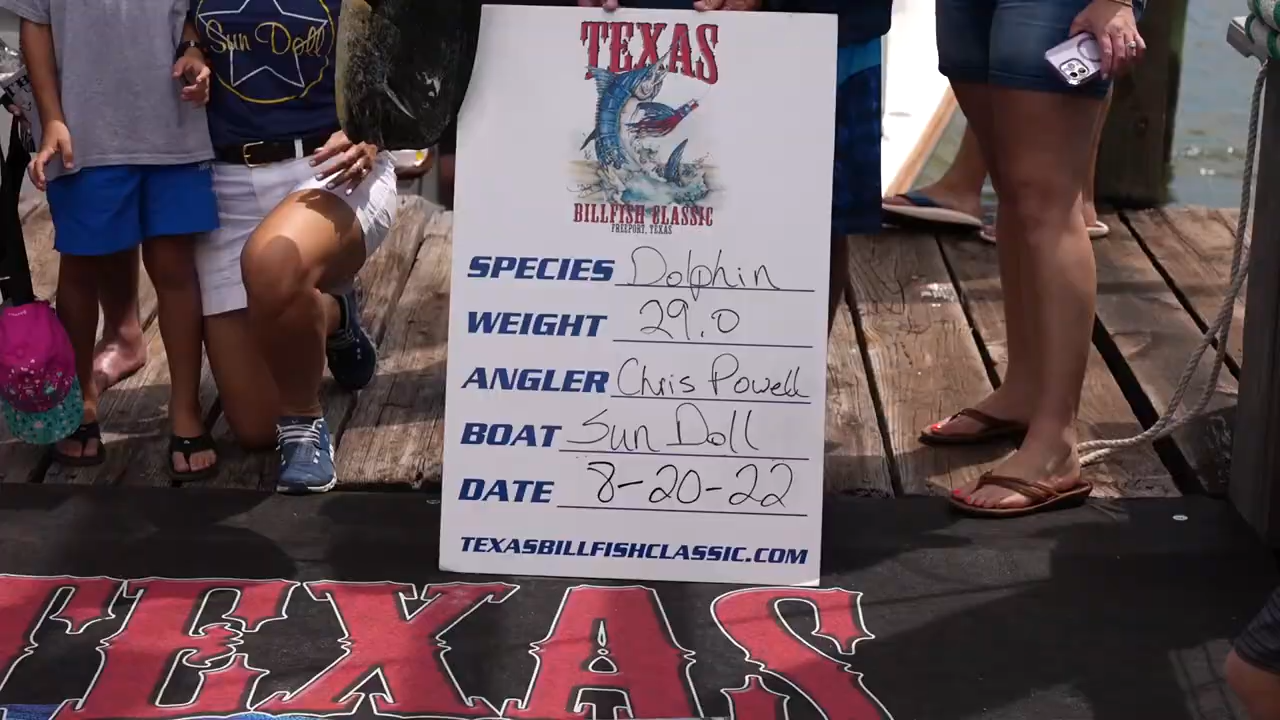 Sun Doll
TEXAS
BILLFISH CLASSIC
FREEPORT, TEXAS
SPECIES Dolphin
WEIGHT 29.0
ANGLER Chris Powell
BOAT Sun Doll
DATE 8-20-22
TEXASBILLFISHCLASSIC.COM
TEXAS